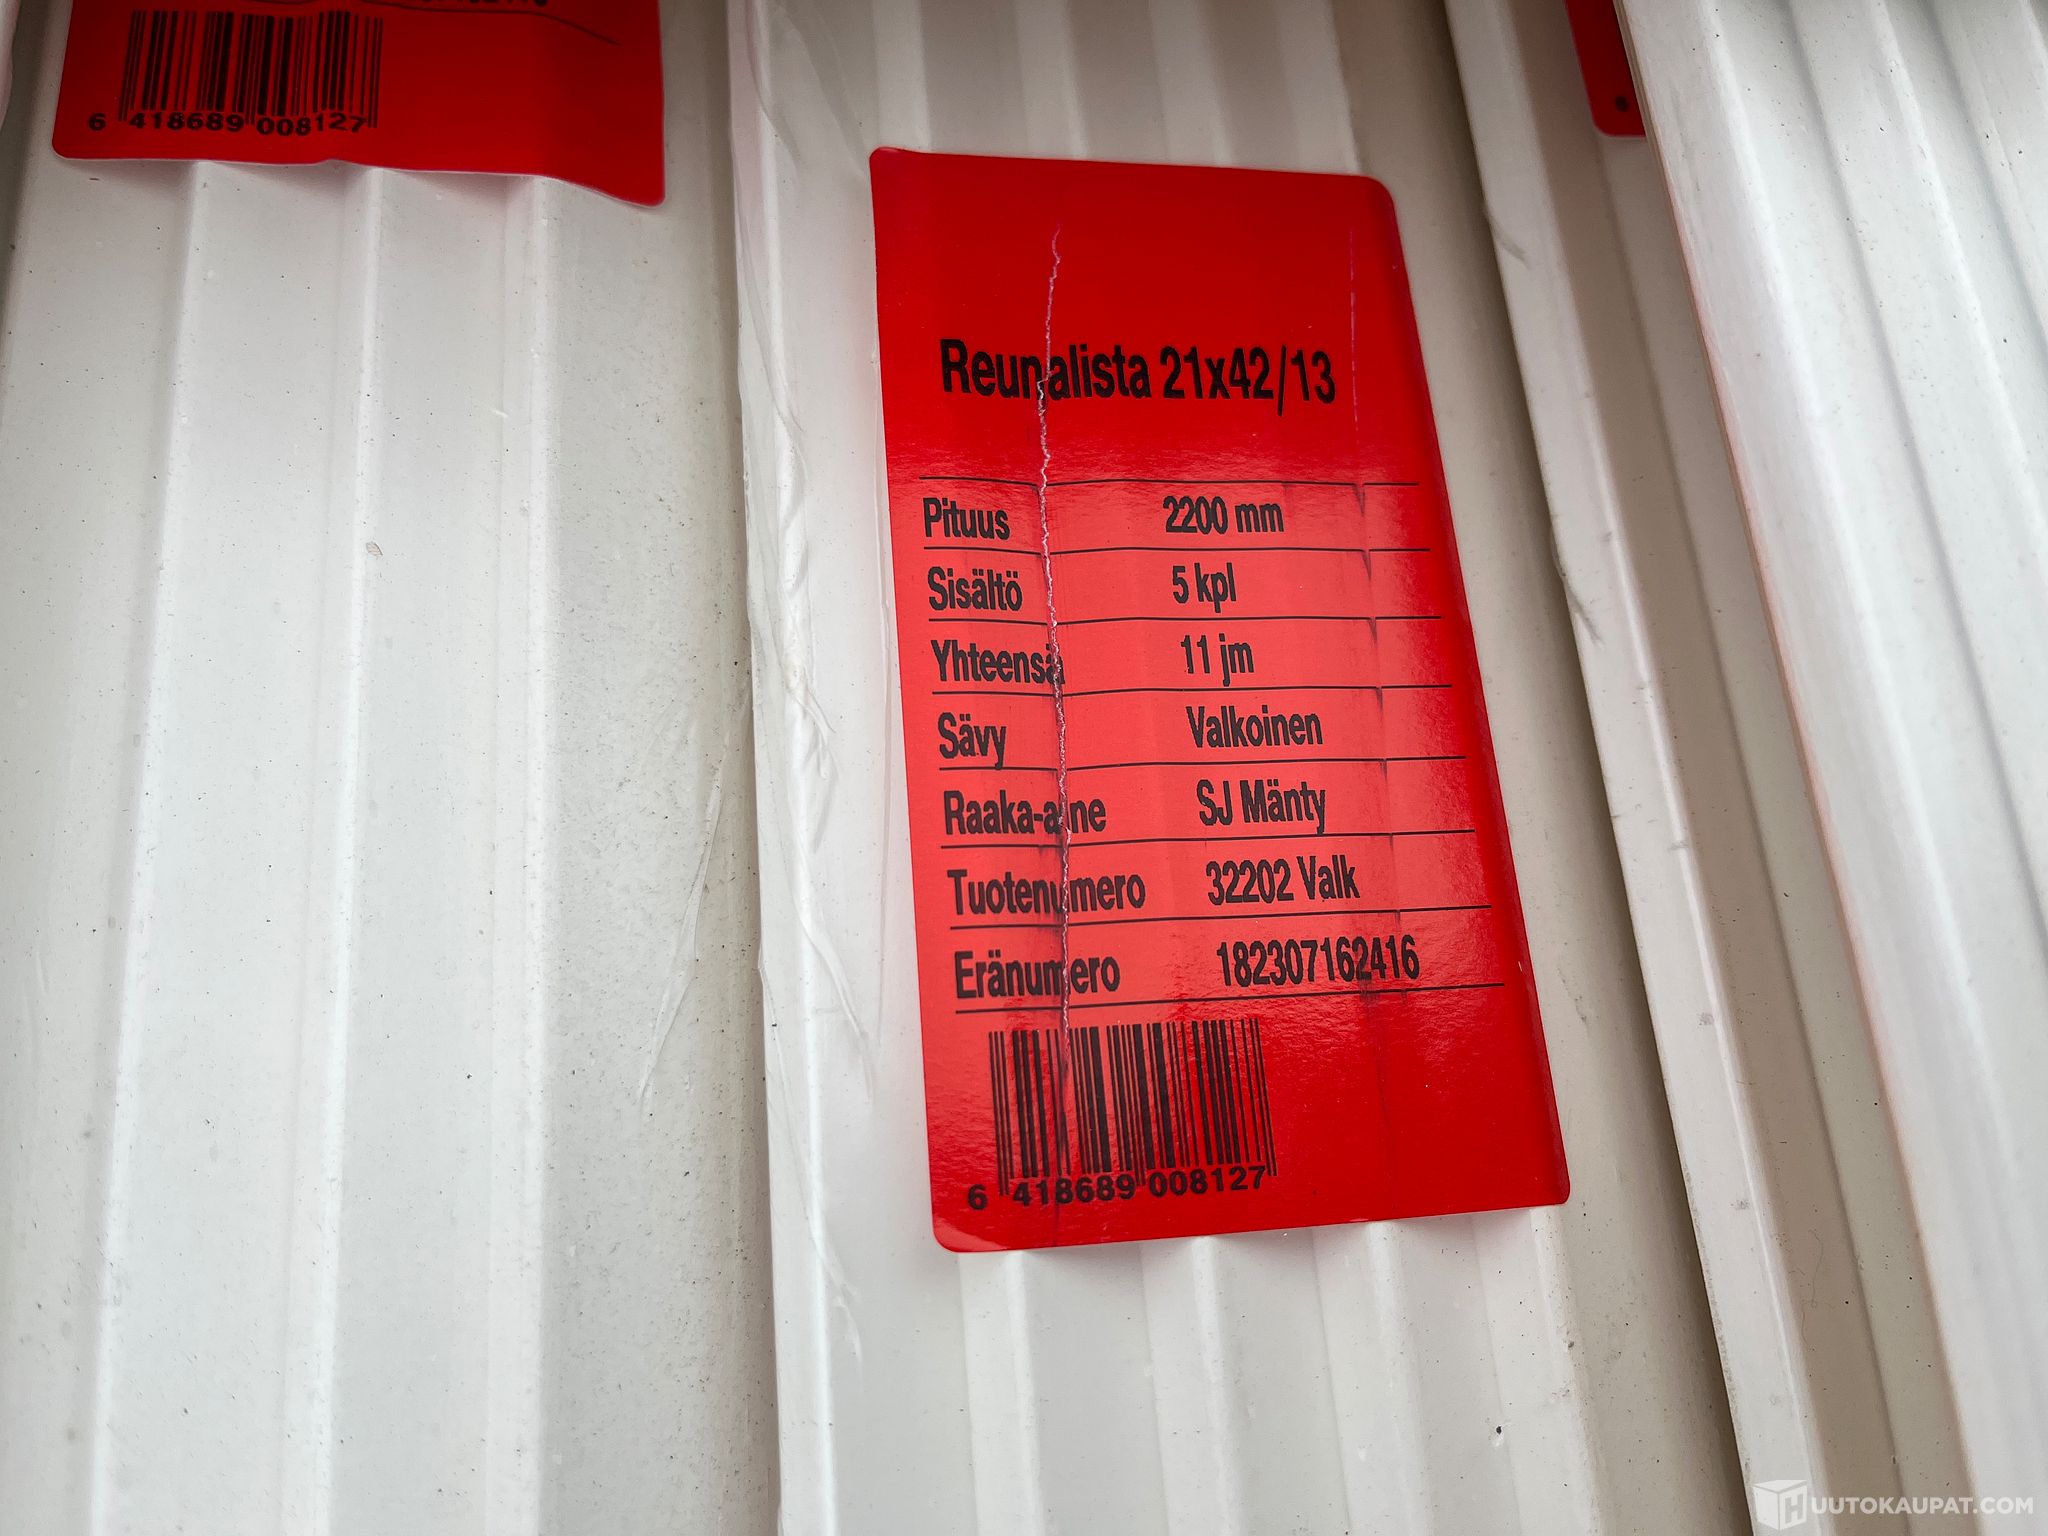 6 418689 008127
Reunalista 21x42/13
Pituus 2200 mm
Sisältö 5 kpl
Yhteensä 11 jm
Sävy Valkoinen
Raaka-aine SJ Mänty
Tuotenumero 32202 Valk
Eränumero 182307162416
6 418689 008127
HUUTOKAUPAT.COM